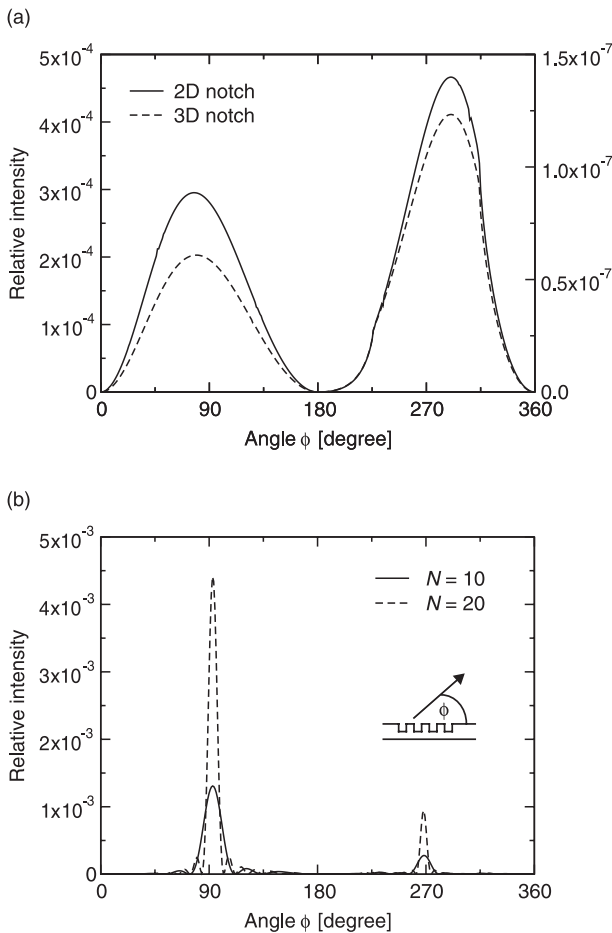 (a)
5x10⁻⁴
4x10⁻⁴
3x10⁻⁴
2x10⁻⁴
1x10⁻⁴
0
Relative intensity
2D notch
3D notch
1.5x10⁻⁷
1.0x10⁻⁷
0.5x10⁻⁷
0.0
0 90 180 270 360
Angle ϕ [degree]
(b)
5x10⁻³
4x10⁻³
3x10⁻³
2x10⁻³
1x10⁻³
0
Relative intensity
N = 10
N = 20
ϕ
0 90 180 270 360
Angle ϕ [degree]